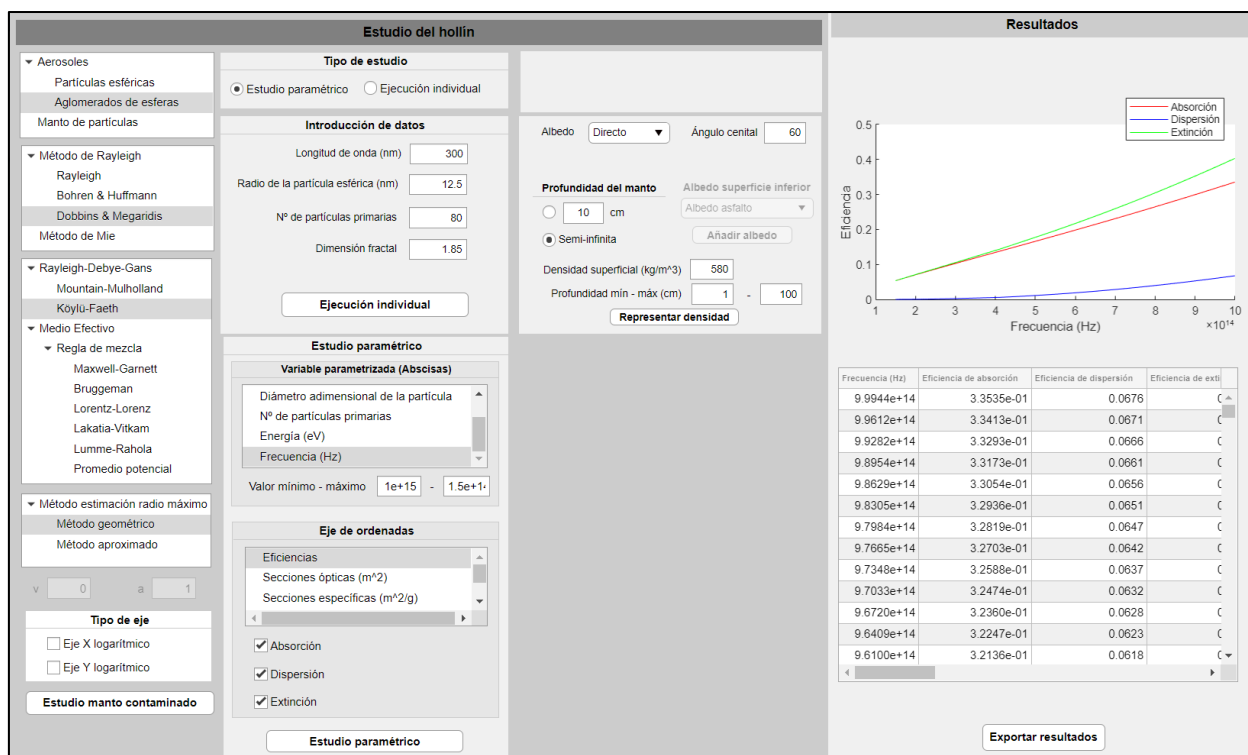 Estudio del hollín
Aerosoles
Partículas esféricas
Aglomerados de esferas
Manto de partículas
Método de Rayleigh
Rayleigh
Bohren & Huffmann
Dobbins & Megaridis
Método de Mie
Rayleigh-Debye-Gans
Mountain-Mulholland
Köylü-Faeth
Medio Efectivo
Regla de mezcla
Maxwell-Garnett
Bruggeman
Lorentz-Lorenz
Lakatia-Vitkam
Lumme-Rahola
Promedio potencial
Método estimación radio máximo
Método geométrico
Método aproximado
v 0 a 1
Tipo de eje
Eje X logarítmico
Eje Y logarítmico
Estudio manto contaminado
Tipo de estudio
Estudio paramétrico Ejecución individual
Introducción de datos
Longitud de onda (nm) 300
Radio de la partícula esférica (nm) 12.5
Nº de partículas primarias 80
Dimensión fractal 1.85
Ejecución individual
Estudio paramétrico
Variable parametrizada (Abscisas)
Diámetro adimensional de la partícula
Nº de partículas primarias
Energía (eV)
Frecuencia (Hz)
Valor mínimo - máximo 1e+15 - 1.5e+1
Eje de ordenadas
Eficiencias
Secciones ópticas (m^2)
Secciones específicas (m^2/g)
Absorción
Dispersión
Extinción
Estudio paramétrico
Albedo Directo Ángulo cenital 60
Profundidad del manto Albedo superficie inferior
10 cm Albedo asfalto
Semi-infinita Añadir albedo
Densidad superficial (kg/m^3) 580
Profundidad mín - máx (cm) 1 - 100
Representar densidad
Resultados
Absorción
Dispersión
Extinción
0.5
0.4
0.3
0.2
0.1
0
Eficiencia
1 2 3 4 5 6 7 8 9 10
Frecuencia (Hz) ×10^14
Frecuencia (Hz) Eficiencia de absorción Eficiencia de dispersión Eficiencia de exti
9.9944e+14 3.3535e-01 0.0676
9.9612e+14 3.3413e-01 0.0671
9.9282e+14 3.3293e-01 0.0666
9.8954e+14 3.3173e-01 0.0661
9.8629e+14 3.3054e-01 0.0656
9.8305e+14 3.2936e-01 0.0651
9.7984e+14 3.2819e-01 0.0647
9.7665e+14 3.2703e-01 0.0642
9.7348e+14 3.2588e-01 0.0637
9.7033e+14 3.2474e-01 0.0632
9.6720e+14 3.2360e-01 0.0628
9.6409e+14 3.2247e-01 0.0623
9.6100e+14 3.2136e-01 0.0618
Exportar resultados